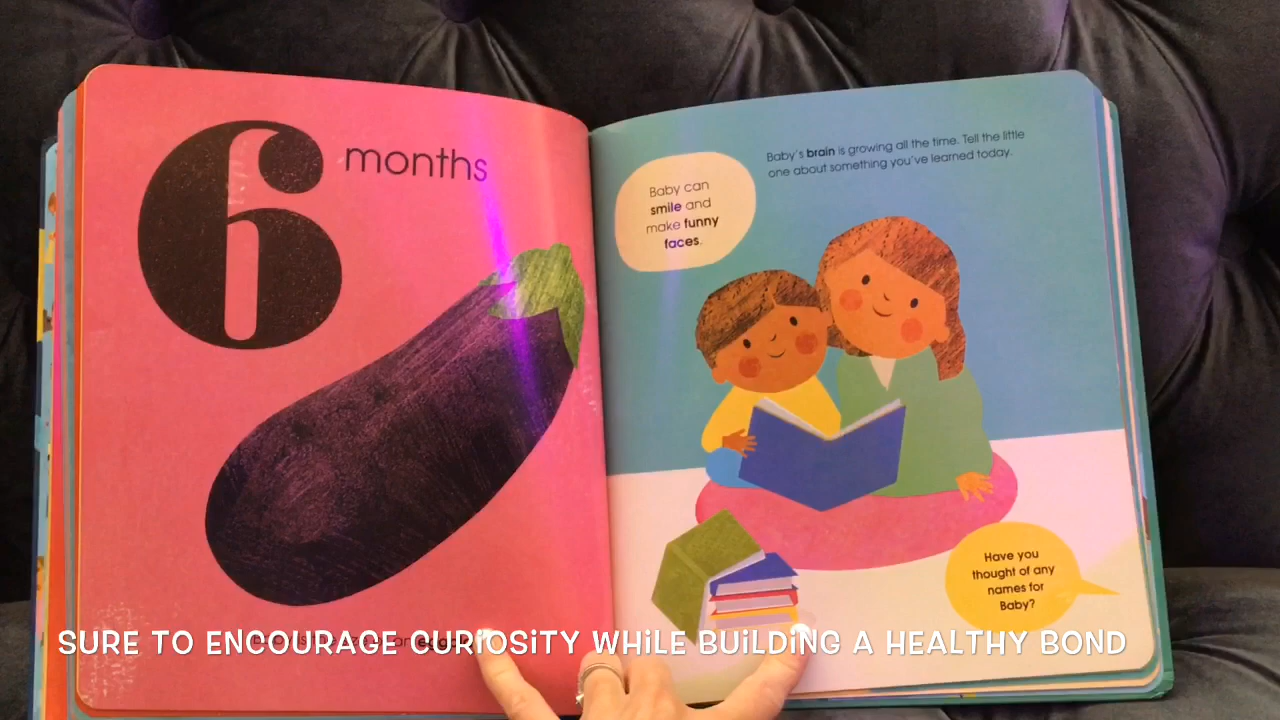 6
months
Baby can
smile and
make funny
faces.
Baby's brain is growing all the time. Tell the little
one about something you've learned today.
Have you
thought of any
names for
Baby?
SURE TO ENCOURAGE CURIOSITY WHILE BUILDING A HEALTHY BOND